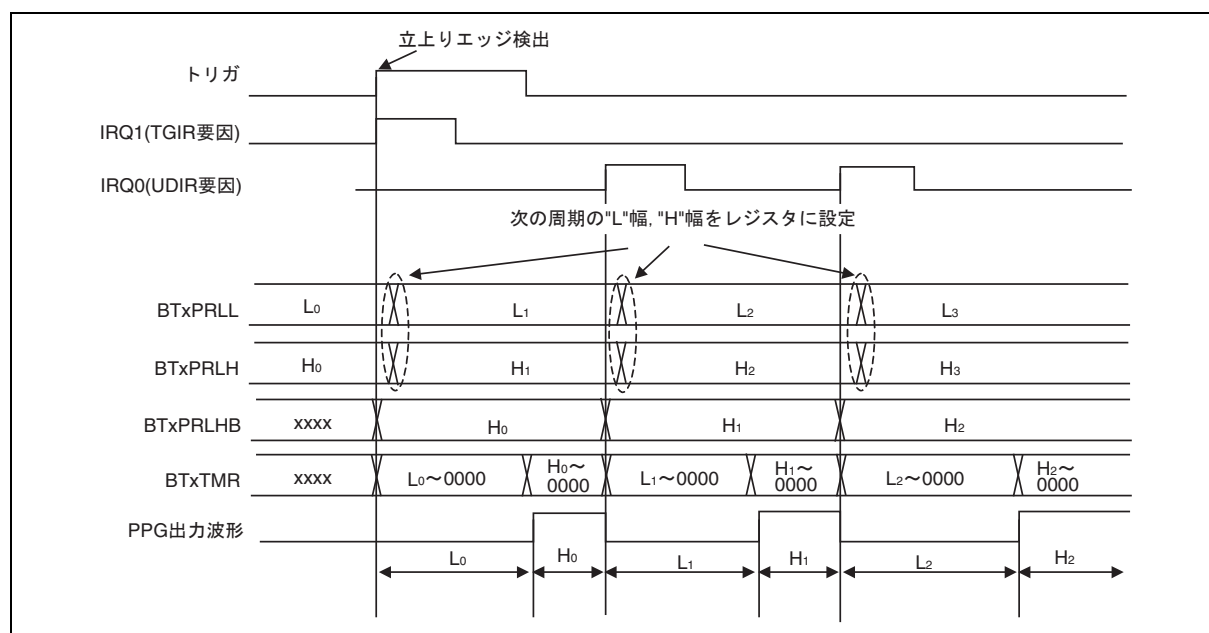 立上りエッジ検出
トリガ
IRQ1(TGIR要因)
IRQ0(UDIR要因)
次の周期の"L"幅, "H"幅をレジスタに設定
BTxPRLL L0 L1 L2 L3
BTxPRLH H0 H1 H2 H3
BTxPRLHB xxxx H0 H1 H2
BTxTMR xxxx L0～0000 H0～0000 L1～0000 H1～0000 L2～0000 H2～0000
PPG出力波形
L0 H0 L1 H1 L2 H2